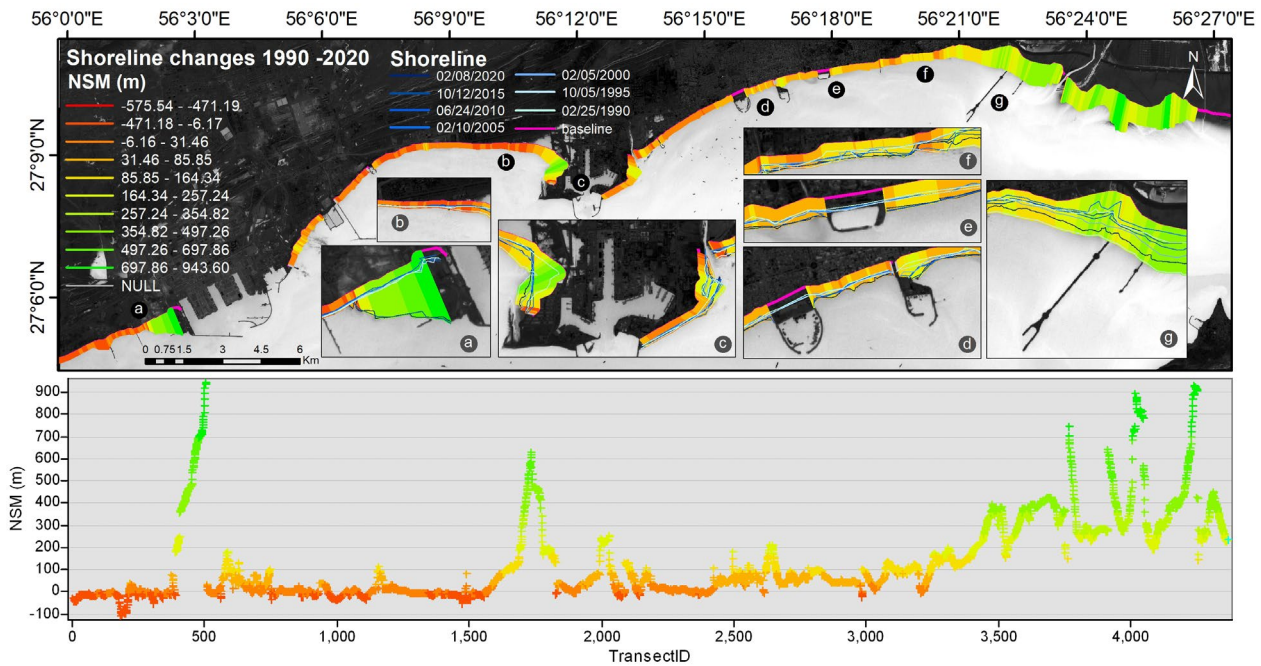 56°0'0"E 56°3'0"E 56°6'0"E 56°9'0"E 56°12'0"E 56°15'0"E 56°18'0"E 56°21'0"E 56°24'0"E 56°27'0"E
27°9'0"N
27°6'0"N
Shoreline changes 1990 -2020
NSM (m)
-575.54 - -471.19
-471.18 - -6.17
-6.16 - 31.46
31.46 - 85.85
85.85 - 164.34
164.34 - 257.24
257.24 - 354.82
354.82 - 497.26
497.26 - 697.86
697.86 - 943.60
NULL
Shoreline
02/08/2020
10/12/2015
06/24/2010
02/10/2005
02/05/2000
10/05/1995
02/25/1990
baseline
N
a
b
c
d
e
f
g
0 0.75 1.5 3 4.5 6
Km
b
a
c
f
e
d
g
NSM (m)
900
800
700
600
500
400
300
200
100
0
-100
0 500 1,000 1,500 2,000 2,500 3,000 3,500 4,000
TransectID